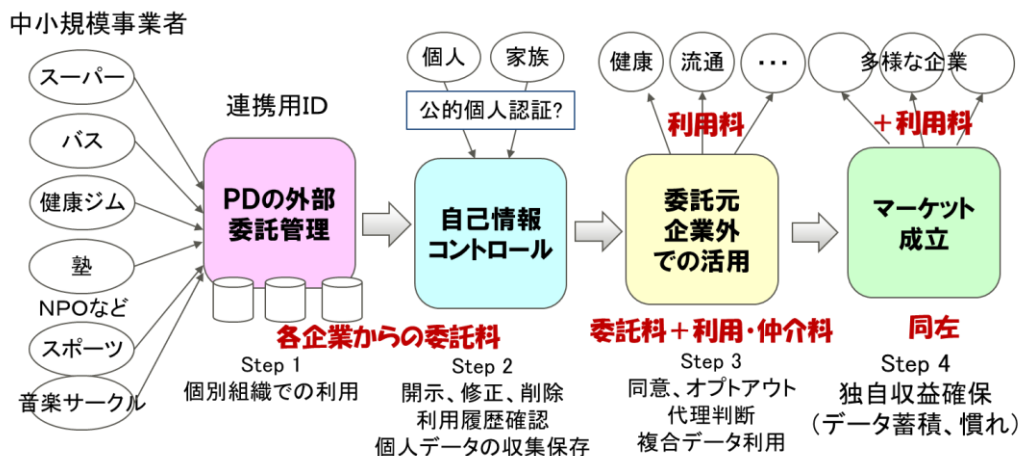 中小規模事業者
スーパー
バス
健康ジム
塾
NPOなど
スポーツ
音楽サークル
連携用ID
PDの外部
委託管理
Step 1
個別組織での利用
個人
家族
公的個人認証?
自己情報
コントロール
各企業からの委託料
Step 2
開示、修正、削除
利用履歴確認
個人データの収集保存
健康
流通
・・・
利用料
委託元
企業外
での活用
委託料+利用・仲介料
Step 3
同意、オプトアウト
代理判断
複合データ利用
多様な企業
+利用料
マーケット
成立
同左
Step 4
独自収益確保
(データ蓄積、慣れ)